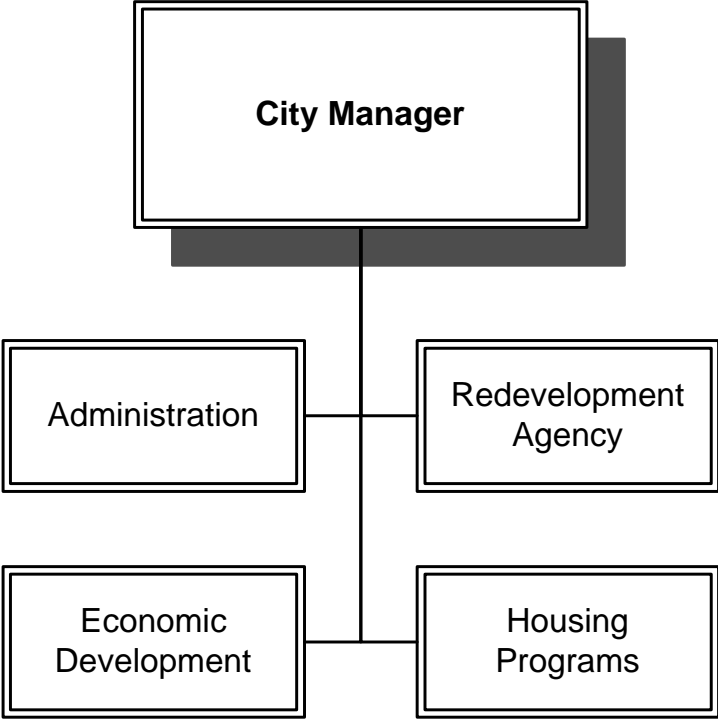 City Manager
Administration
Redevelopment
Agency
Economic
Development
Housing
Programs